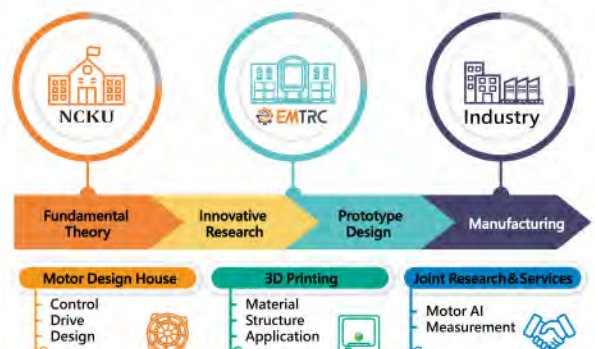 NCKU
EMTRC
Industry
Fundamental
Theory
Innovative
Research
Prototype
Design
Manufacturing
Motor Design House
Control
Drive
Design
3D Printing
Material
Structure
Application
Joint Research & Services
Motor AI
Measurement